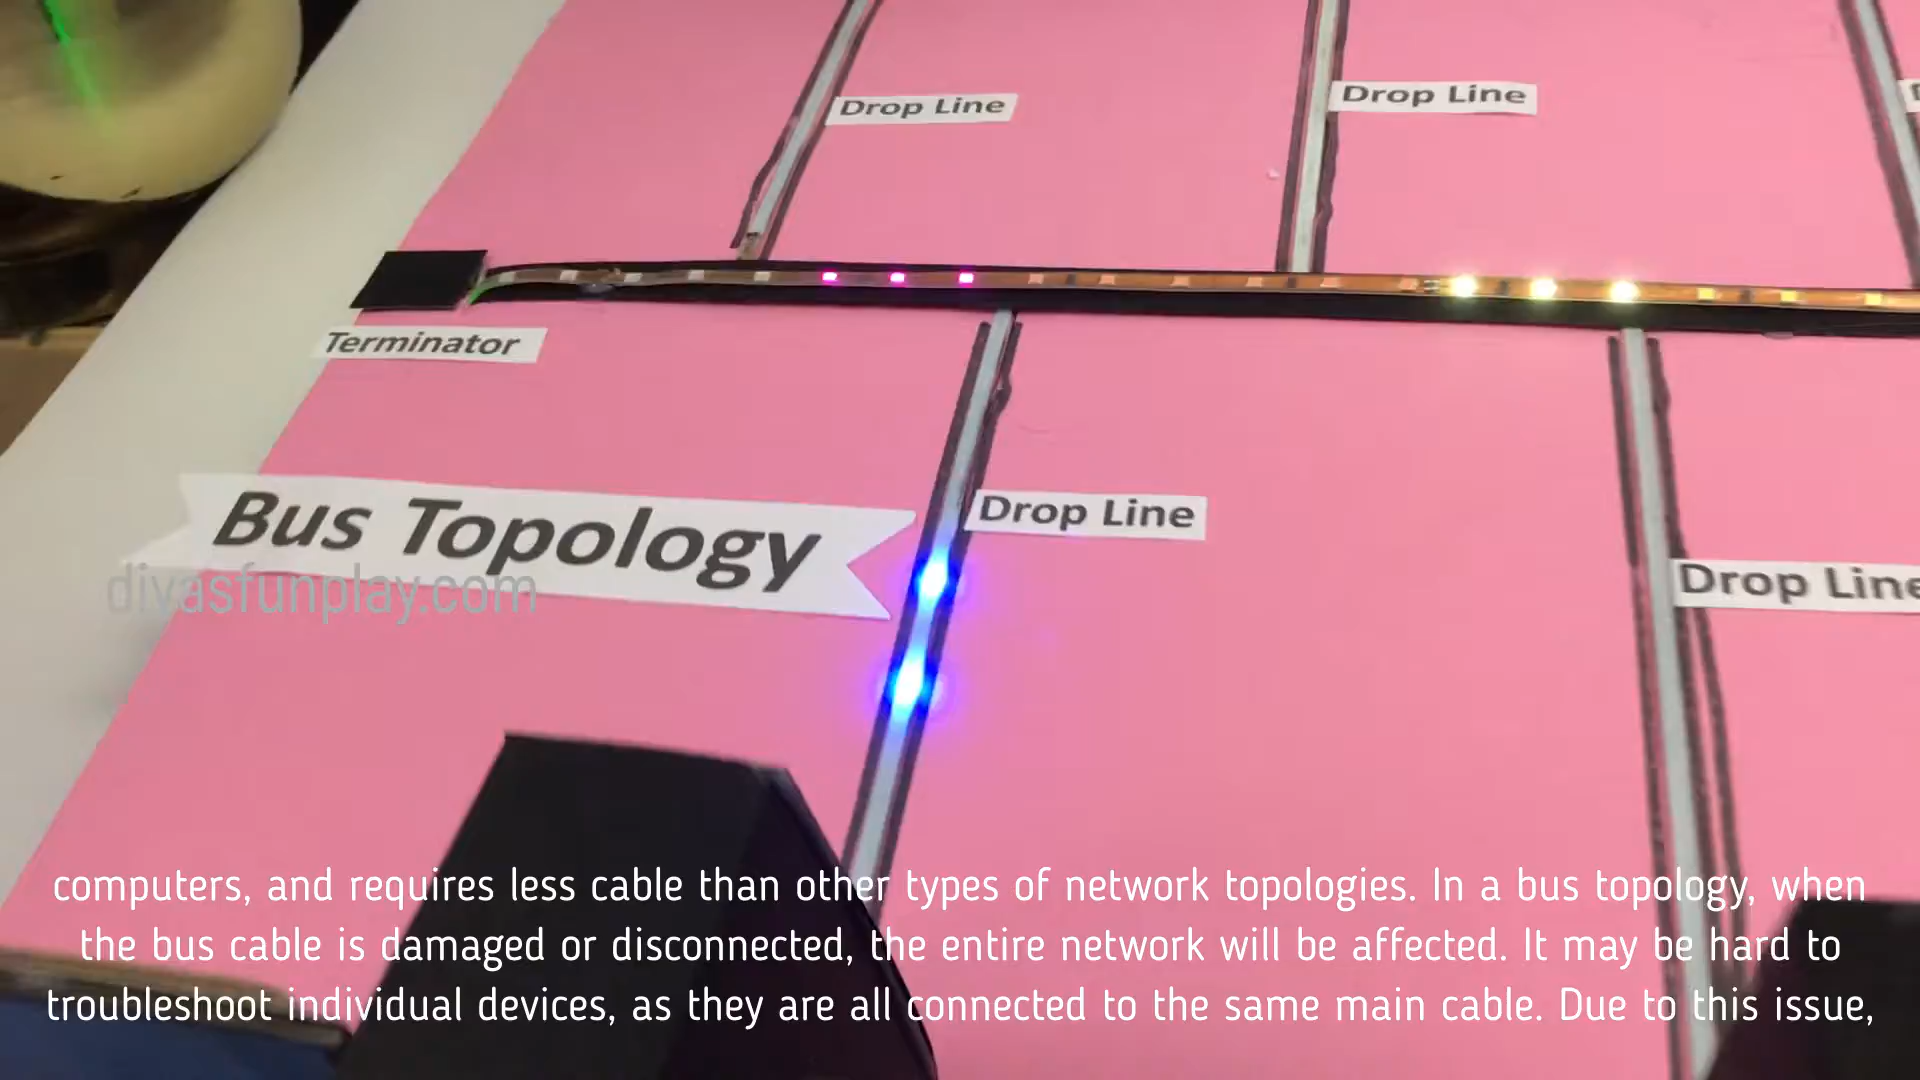 Drop Line
Drop Line
Terminator
Drop Line
Bus Topology
Drop Line
divasfunplay.com
computers, and requires less cable than other types of network topologies. In a bus topology, when
the bus cable is damaged or disconnected, the entire network will be affected. It may be hard to
troubleshoot individual devices, as they are all connected to the same main cable. Due to this issue,